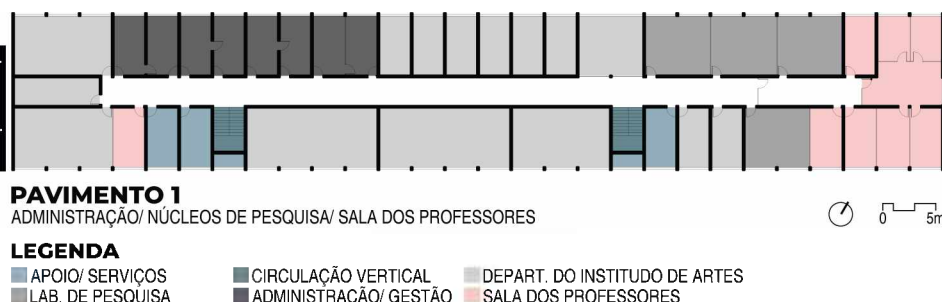 PAVIMENTO 1
ADMINISTRAÇÃO/ NÚCLEOS DE PESQUISA/ SALA DOS PROFESSORES
0 5m
LEGENDA
APOIO/ SERVIÇOS CIRCULAÇÃO VERTICAL DEPART. DO INSTITUDO DE ARTES
LAB. DE PESQUISA ADMINISTRAÇÃO/ GESTÃO SALA DOS PROFESSORES